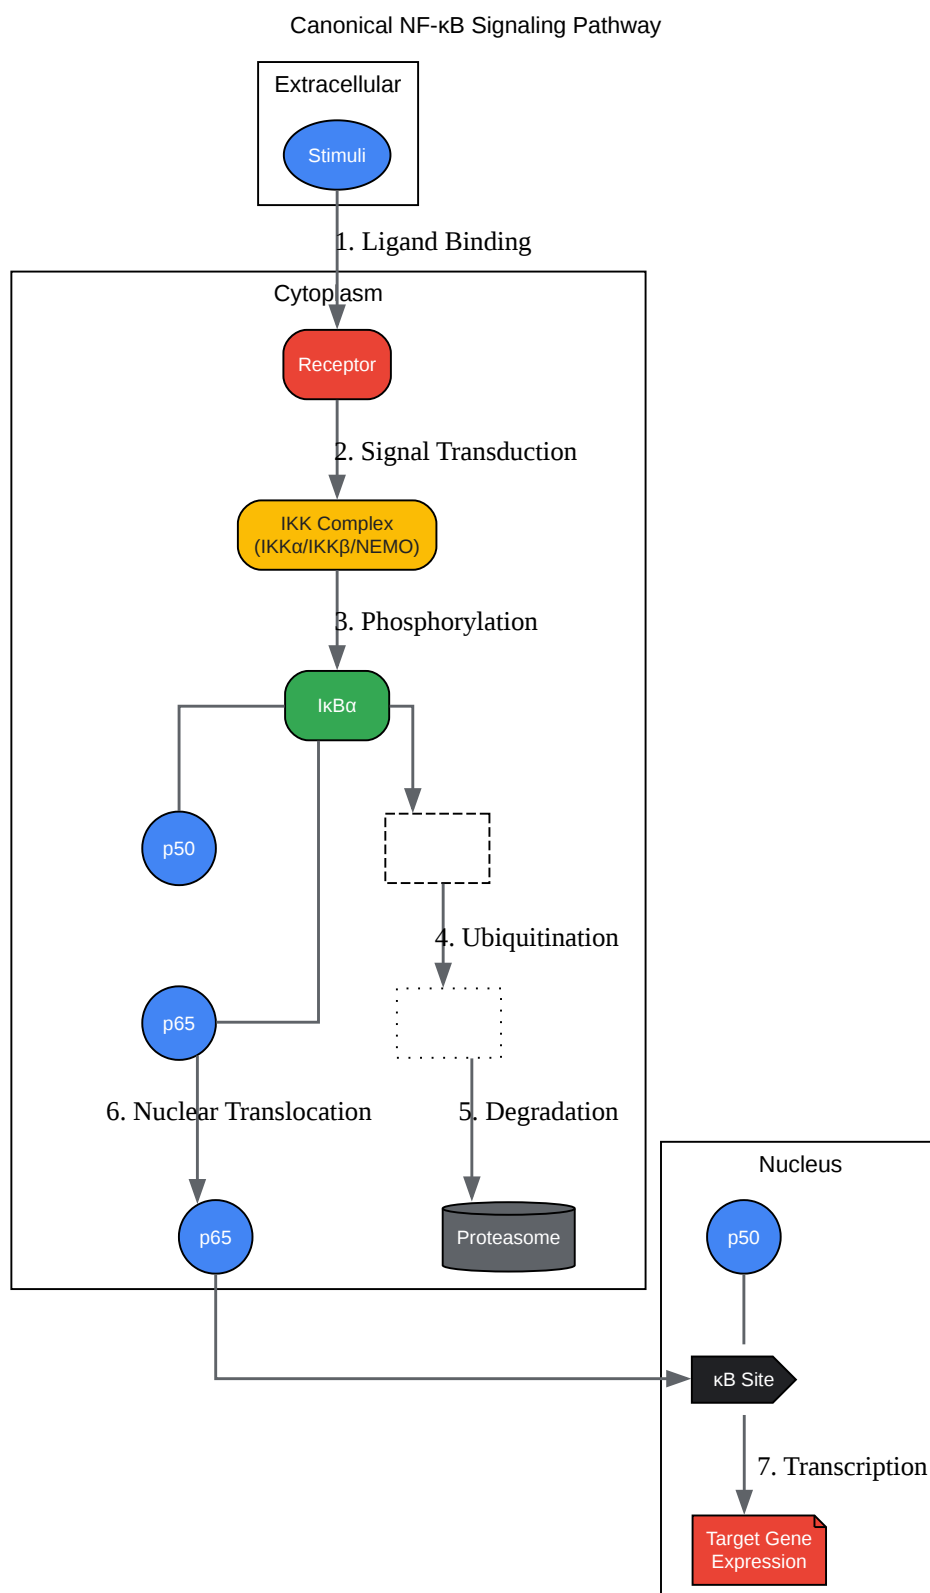 Canonical NF-κB Signaling Pathway
Extracellular
Stimuli
1. Ligand Binding
Cytoplasm
Receptor
2. Signal Transduction
IKK Complex
(IKKα/IKKβ/NEMO)
3. Phosphorylation
IκBα
p50
4. Ubiquitination
p65
6. Nuclear Translocation
5. Degradation
Nucleus
p65
Proteasome
p50
κB Site
7. Transcription
Target Gene
Expression